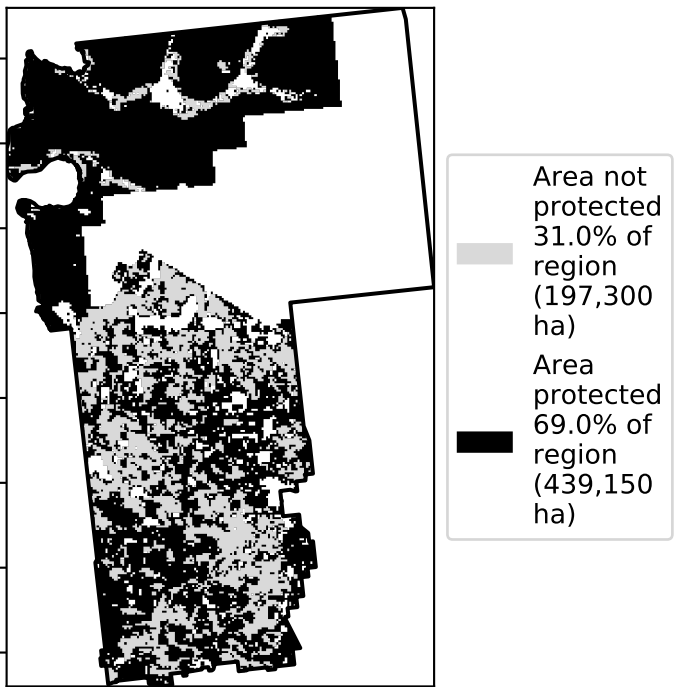 Area not
protected
31.0% of
region
(197,300
ha)
Area
protected
69.0% of
region
(439,150
ha)